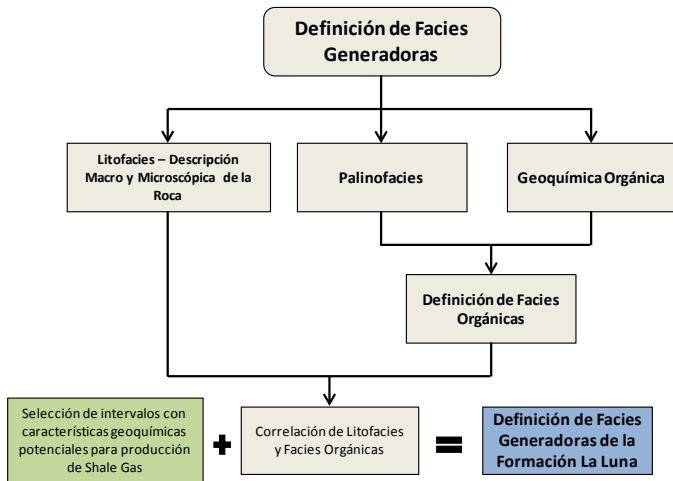 Definición de Facies
Generadoras
Litofacies – Descripción
Macro y Microscópica de la
Roca
Palinofacies
Geoquímica Orgánica
Definición de Facies
Orgánicas
Selección de intervalos con
características geoquímicas
potenciales para producción
de Shale Gas
+
Correlación de Litofacies
y Facies Orgánicas
=
Definición de Facies
Generadoras de la
Formación La Luna